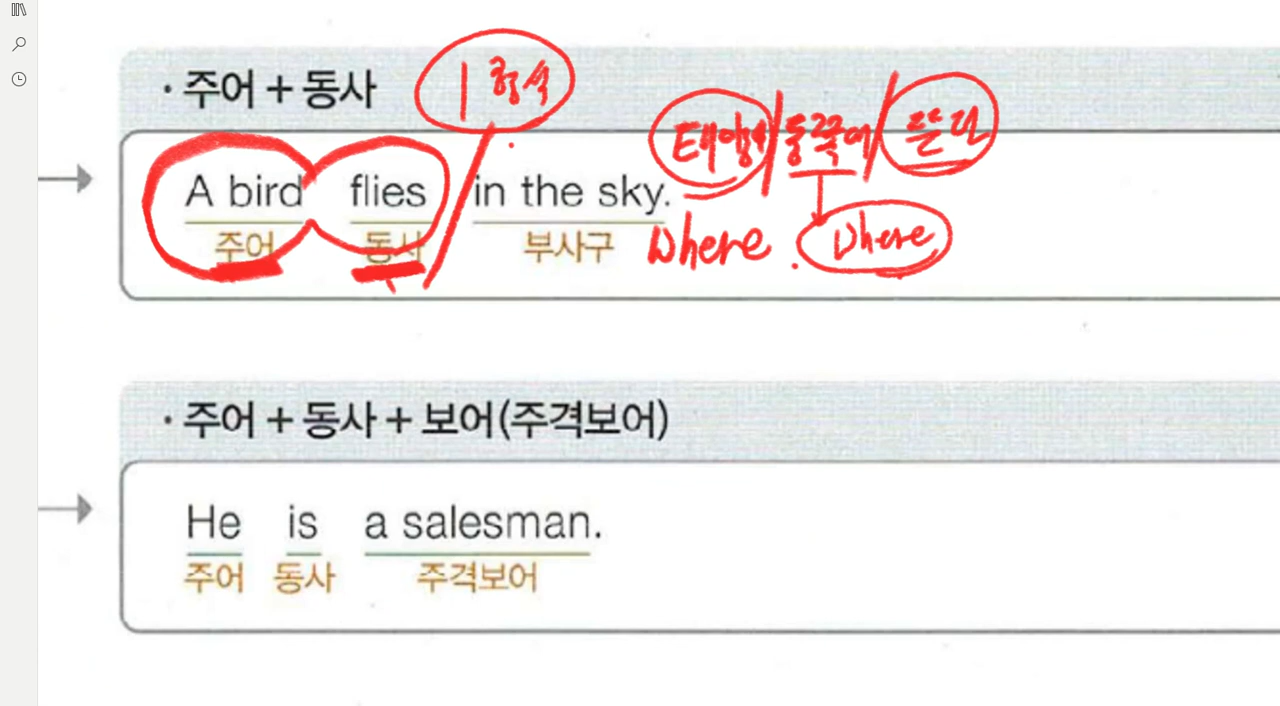 · 주어 + 동사 1 형식
태양이 / 동쪽에 / 뜬다
A bird flies in the sky.
주어 동사 부사구 Where. Where
· 주어 + 동사 + 보어(주격보어)
He is a salesman.
주어 동사 주격보어